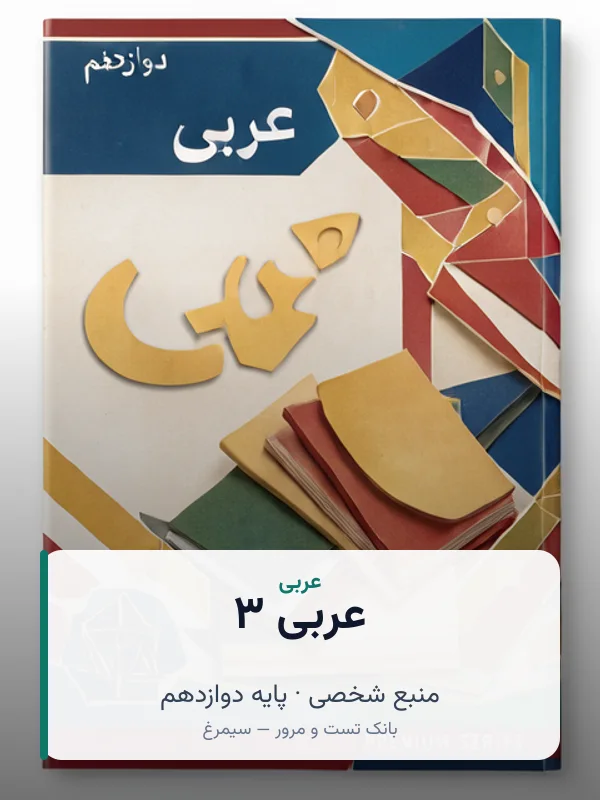 دوازدهم
عربی
عربی
عربی ۳
منبع شخصی · پایه دوازدهم
بانک تست و مرور – سیمرغ